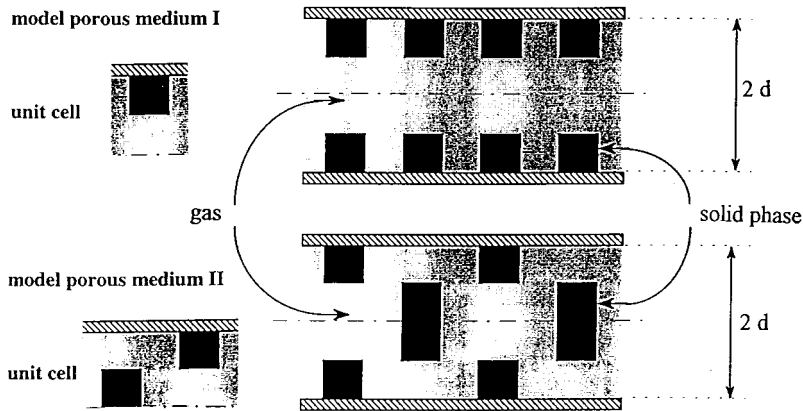 model porous medium I
unit cell
2 d
gas
solid phase
model porous medium II
unit cell
2 d